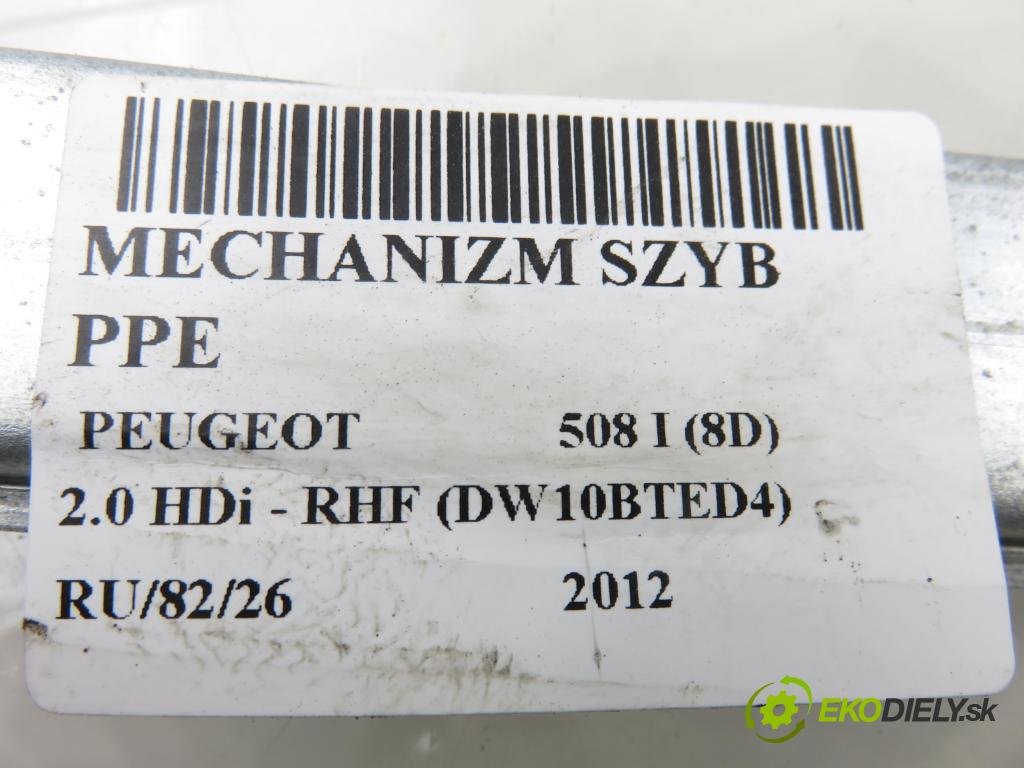 MECHANIZM SZYB
PPE
PEUGEOT 508 I (8D)
2.0 HDi - RHF (DW10BTED4)
RU/82/26 2012
EKODIELY.sk